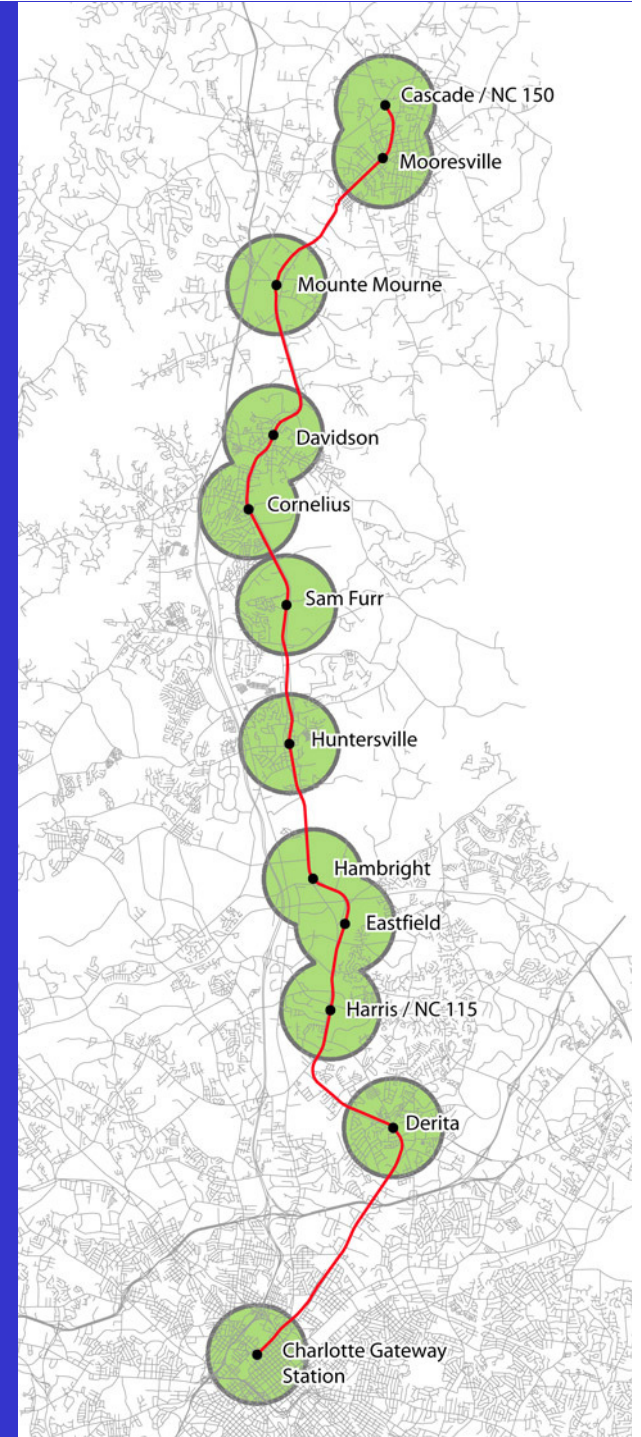 Cascade / NC 150
Mooresville
Mounte Mourne
Davidson
Cornelius
Sam Furr
Huntersville
Hambright
Eastfield
Harris / NC 115
Derita
Charlotte Gateway
Station